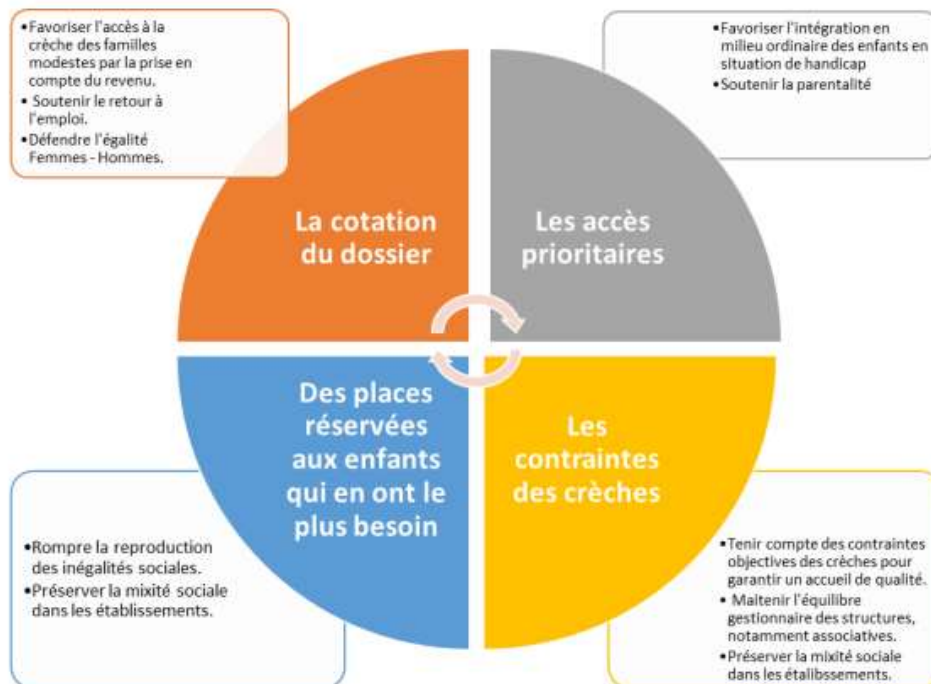 •Favoriser l'accès à la
crèche des familles
modestes par la prise en
compte du revenu.
• Soutenir le retour à
l'emploi.
•Défendre l'égalité
Femmes - Hommes.
•Favoriser l'intégration en
milieu ordinaire des enfants en
situation de handicap
•Soutenir la parentalité
La cotation
du dossier
Les accès
prioritaires
Des places
réservées
aux enfants
qui en ont le
plus besoin
Les
contraintes
des crèches
•Rompre la reproduction
des inégalités sociales.
•Préserver la mixité sociale
dans les établissements.
•Tenir compte des contraintes
objectives des crèches pour
garantir un accueil de qualité.
• Maitenir l'équilibre
gestionnaire des structures,
notamment associatives.
•Préserver la mixité sociale
dans les étalibssements.